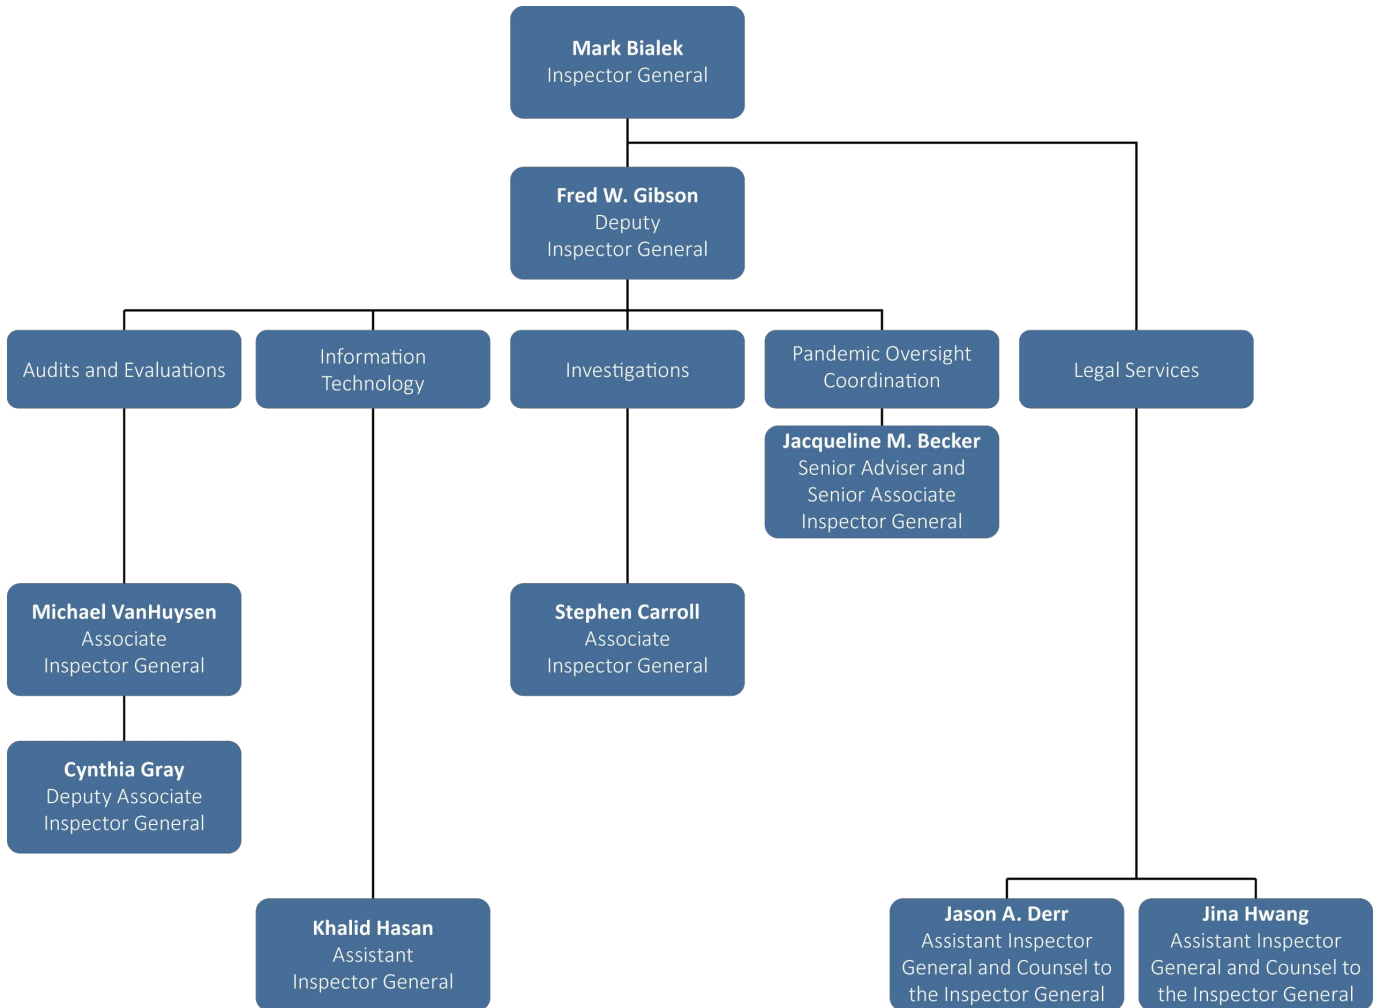 Mark Bialek
Inspector General
Fred W. Gibson
Deputy
Inspector General
Audits and Evaluations
Information
Technology
Investigations
Pandemic Oversight
Coordination
Legal Services
Jacqueline M. Becker
Senior Adviser and
Senior Associate
Inspector General
Michael VanHuysen
Associate
Inspector General
Stephen Carroll
Associate
Inspector General
Cynthia Gray
Deputy Associate
Inspector General
Khalid Hasan
Assistant
Inspector General
Jason A. Derr
Assistant Inspector
General and Counsel to
the Inspector General
Jina Hwang
Assistant Inspector
General and Counsel to
the Inspector General